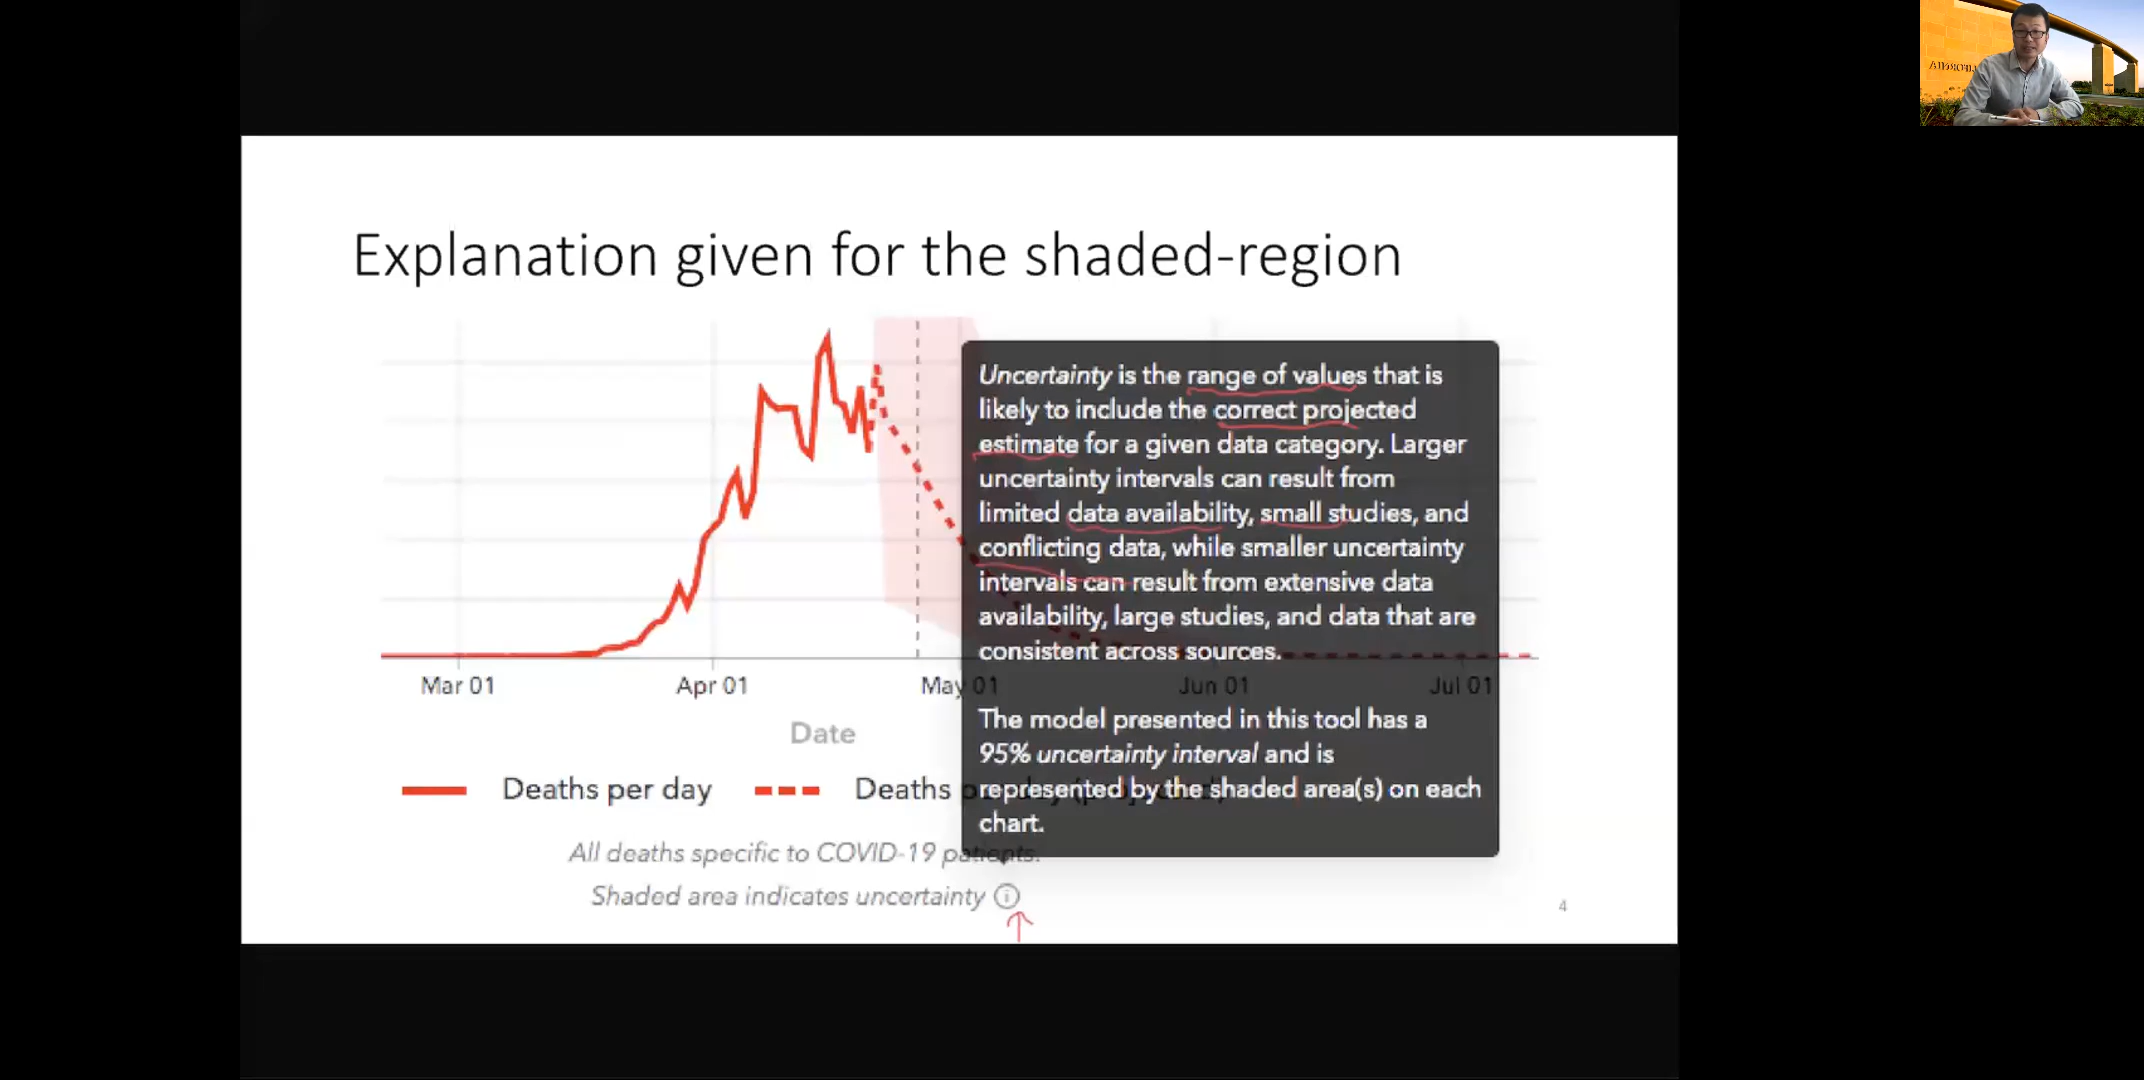 Explanation given for the shaded-region
Uncertainty is the range of values that is
likely to include the correct projected
estimate for a given data category. Larger
uncertainty intervals can result from
limited data availability, small studies, and
conflicting data, while smaller uncertainty
intervals can result from extensive data
availability, large studies, and data that are
consistent across sources.
The model presented in this tool has a
95% uncertainty interval and is
represented by the shaded area(s) on each
chart.
Mar 01
Apr 01
May 01
Jun 01
Jul 01
Date
Deaths per day
Deaths
All deaths specific to COVID-19 patients.
Shaded area indicates uncertainty
4